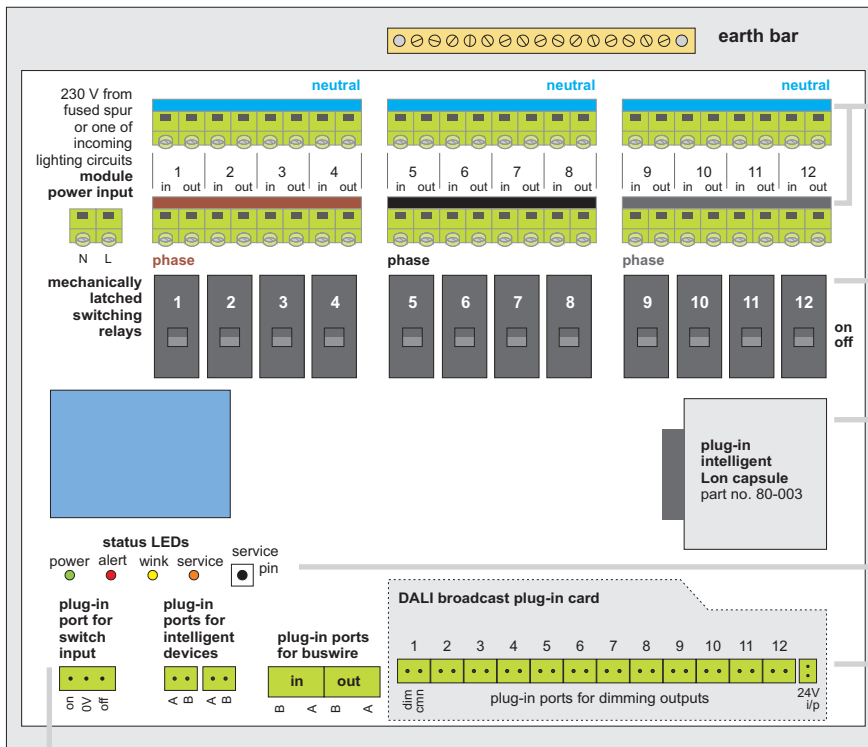 earth bar
230 V from
fused spur
or one of
incoming
lighting circuits
module
power input
N L
neutral
neutral
neutral
1 2 3 4
in out in out in out in out
5 6 7 8
in out in out in out in out
9 10 11 12
in out in out in out in out
phase
phase
phase
mechanically
latched
switching
relays
1 2 3 4
5 6 7 8
9 10 11 12
on
off
plug-in
intelligent
Lon capsule
part no. 80-003
status LEDs
power alert wink service
service
pin
plug-in
port for
switch
input
on 0V off
plug-in
ports for
intelligent
devices
A B A B
plug-in ports
for buswire
in out
B A B A
DALI broadcast plug-in card
1 2 3 4 5 6 7 8 9 10 11 12
dim
cmn
plug-in ports for dimming outputs
24V
i/p